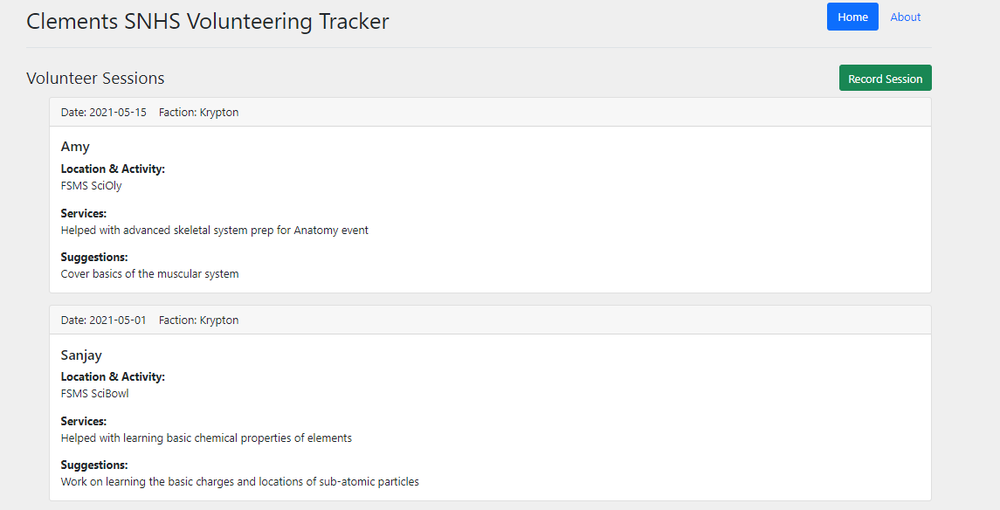 Clements SNHS Volunteering Tracker
Home
About
Volunteer Sessions
Record Session
Date: 2021-05-15 Faction: Krypton
Amy
Location & Activity:
FSMS SciOly
Services:
Helped with advanced skeletal system prep for Anatomy event
Suggestions:
Cover basics of the muscular system
Date: 2021-05-01 Faction: Krypton
Sanjay
Location & Activity:
FSMS SciBowl
Services:
Helped with learning basic chemical properties of elements
Suggestions:
Work on learning the basic charges and locations of sub-atomic particles